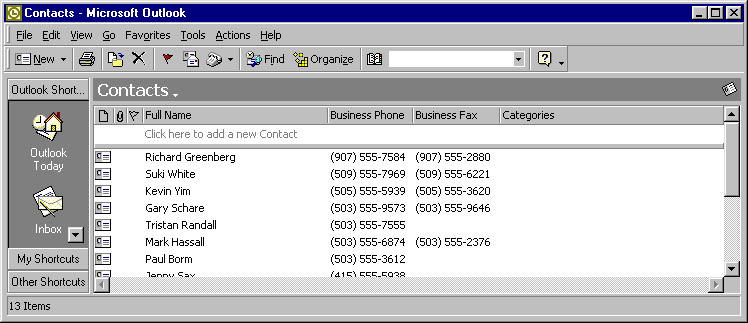 Contacts - Microsoft Outlook
File Edit View Go Favorites Tools Actions Help
New Find Organize
Outlook Short... Contacts
Full Name Business Phone Business Fax Categories
Click here to add a new Contact
Richard Greenberg (907) 555-7584 (907) 555-2880
Suki White (509) 555-7969 (509) 555-6221
Kevin Yim (505) 555-5939 (505) 555-3620
Gary Schare (503) 555-9573 (503) 555-9646
Tristan Randall (503) 555-7555
Mark Hassall (503) 555-6874 (503) 555-2376
Paul Borm (503) 555-3612
Jenny Sax (415) 555-5938
Outlook
Today
Inbox
My Shortcuts
Other Shortcuts
13 Items